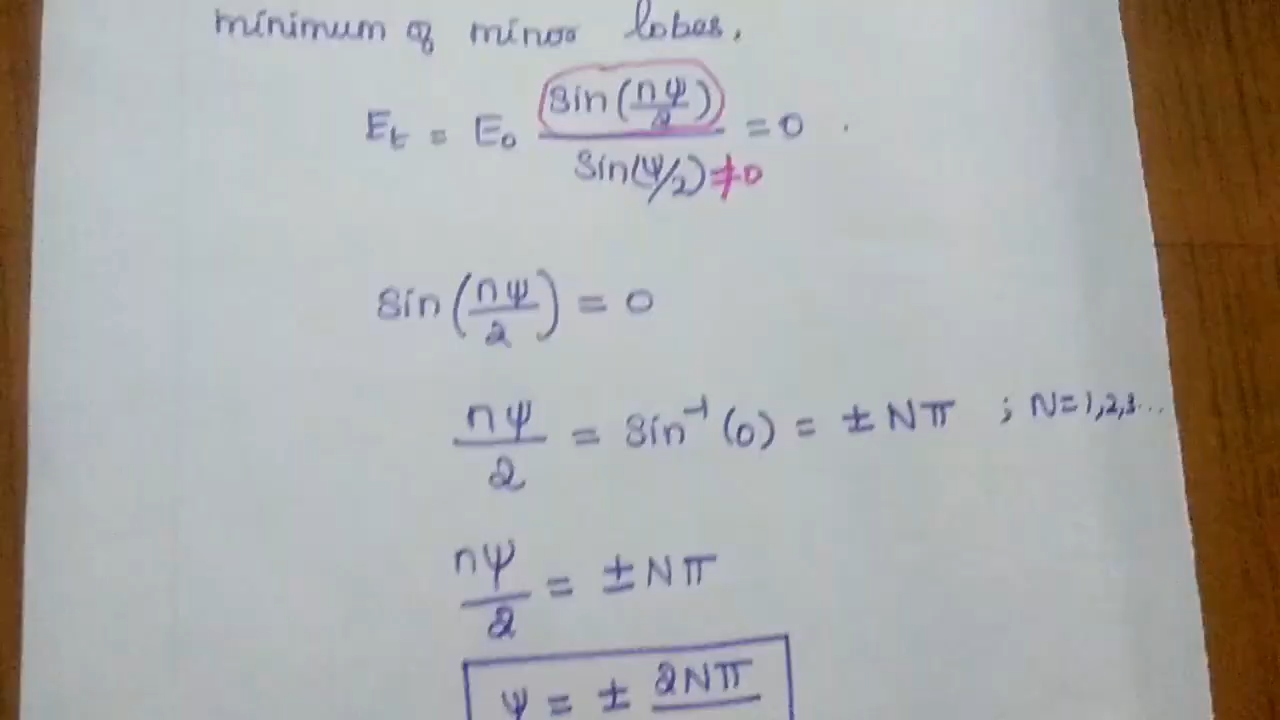 minimum of minor lobes.
Et = E0 sin(nψ/2) / sin(ψ/2) ≠0 = 0 .
sin(nψ/2) = 0
nψ/2 = sin⁻¹(0) = ± Nπ ; N=1,2,3...
nψ/2 = ± Nπ
ψ = ± 2Nπ